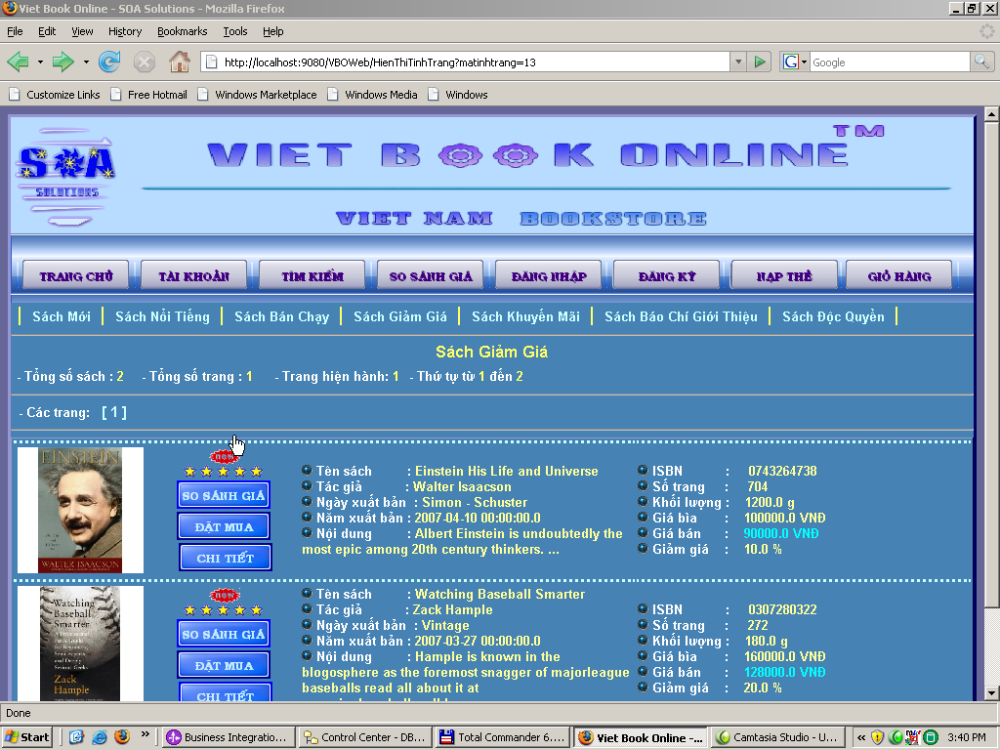 Viet Book Online - SOA Solutions - Mozilla Firefox
File Edit View History Bookmarks Tools Help
http://localhost:9080/VBOWeb/HienThiTinhTrang?matinhtrang=13
G Google
Customize Links Free Hotmail Windows Marketplace Windows Media Windows
SOA
SOLUTIONS
VIET BOOK ONLINE TM
VIET NAM BOOKSTORE
TRANG CHỦ TÀI KHOẢN TÌM KIẾM SO SÁNH GIÁ ĐĂNG NHẬP ĐĂNG KÝ NẠP THẺ GIỎ HÀNG
Sách Mới Sách Nổi Tiếng Sách Bán Chạy Sách Giảm Giá Sách Khuyến Mãi Sách Báo Chí Giới Thiệu Sách Độc Quyền
Sách Giảm Giá
- Tổng số sách : 2 - Tổng số trang : 1 - Trang hiện hành: 1 - Thứ tự từ 1 đến 2
- Các trang: [ 1 ]
EINSTEIN
WALTER ISAACSON
SO SÁNH GIÁ
ĐẶT MUA
CHI TIẾT
Tên sách : Einstein His Life and Universe
Tác giả : Walter Isaacson
Ngày xuất bản : Simon - Schuster
Năm xuất bản : 2007-04-10 00:00:00.0
Nội dung : Albert Einstein is undoubtedly the
most epic among 20th century thinkers. ...
ISBN : 0743264738
Số trang : 704
Khối lượng : 1200.0 g
Giá bìa : 100000.0 VNĐ
Giá bán : 90000.0 VNĐ
Giảm giá : 10.0 %
Watching
Baseball
Smarter
Zack
Hample
SO SÁNH GIÁ
ĐẶT MUA
CHI TIẾT
Tên sách : Watching Baseball Smarter
Tác giả : Zack Hample
Ngày xuất bản : Vintage
Năm xuất bản : 2007-03-27 00:00:00.0
Nội dung : Hample is known in the
blogosphere as the foremost snagger of majorleague
baseballs read all about it at
ISBN : 0307280322
Số trang : 272
Khối lượng : 180.0 g
Giá bìa : 160000.0 VNĐ
Giá bán : 128000.0 VNĐ
Giảm giá : 20.0 %
Done
Start Business Integratio... Control Center - DB... Total Commander 6.... Viet Book Online -... Camtasia Studio - U... 3:40 PM